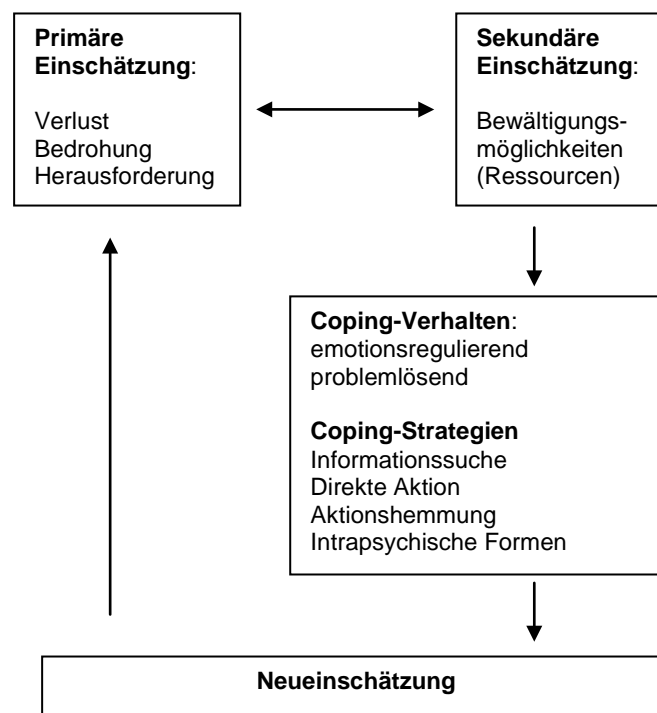 Primäre
Einschätzung:
Verlust
Bedrohung
Herausforderung
Sekundäre
Einschätzung:
Bewältigungs-
möglichkeiten
(Ressourcen)
Coping-Verhalten:
emotionsregulierend
problemlösend
Coping-Strategien
Informationssuche
Direkte Aktion
Aktionshemmung
Intrapsychische Formen
Neueinschätzung